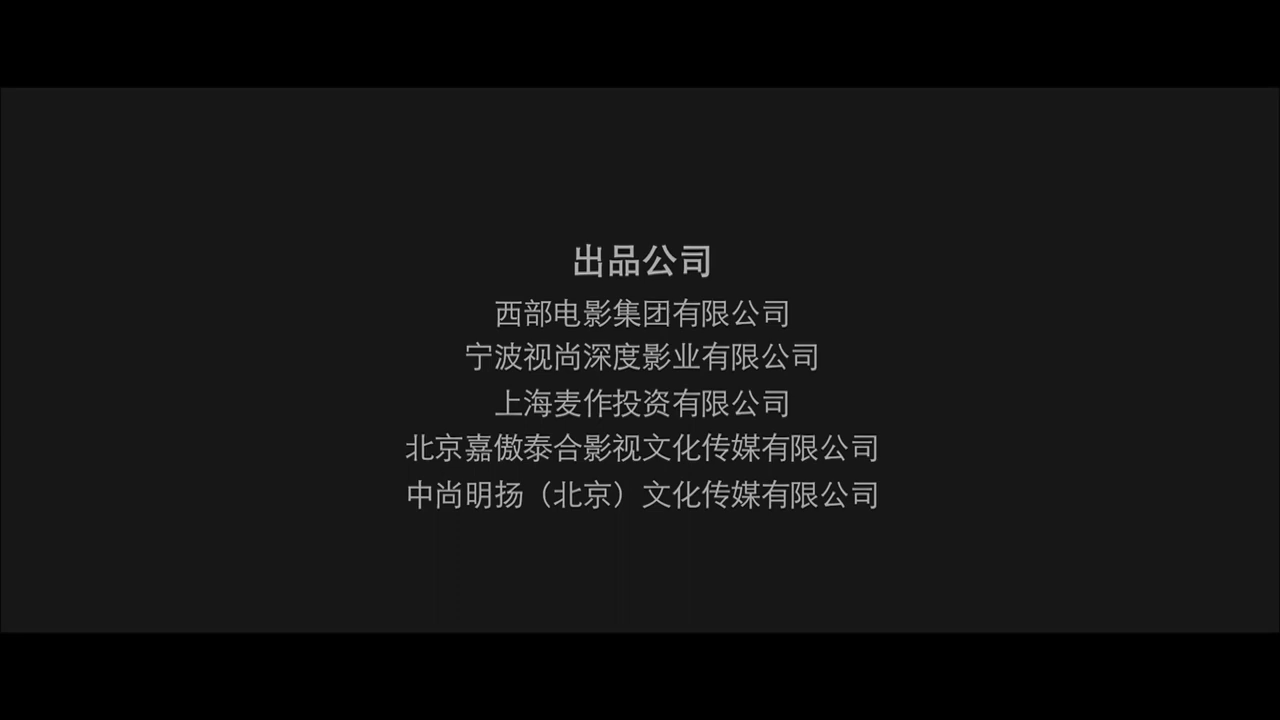 出品公司
西部电影集团有限公司
宁波视尚深度影业有限公司
上海麦作投资有限公司
北京嘉傲泰合影视文化传媒有限公司
中尚明扬（北京）文化传媒有限公司